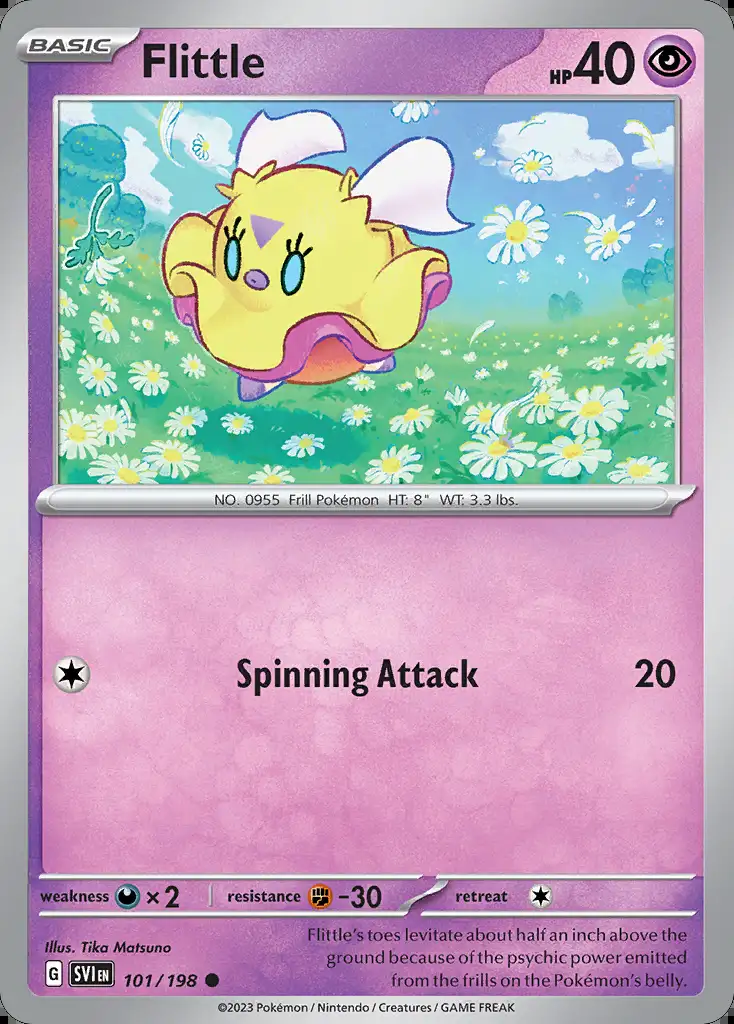 BASIC
Flittle
HP 40
NO. 0955 Frill Pokémon HT: 8" WT: 3.3 lbs.
Spinning Attack 20
weakness ×2 resistance -30 retreat
Illus. Tika Matsuno
Flittle's toes levitate about half an inch above the
ground because of the psychic power emitted
from the frills on the Pokémon's belly.
G SVI EN 101/198
©2023 Pokémon / Nintendo / Creatures / GAME FREAK